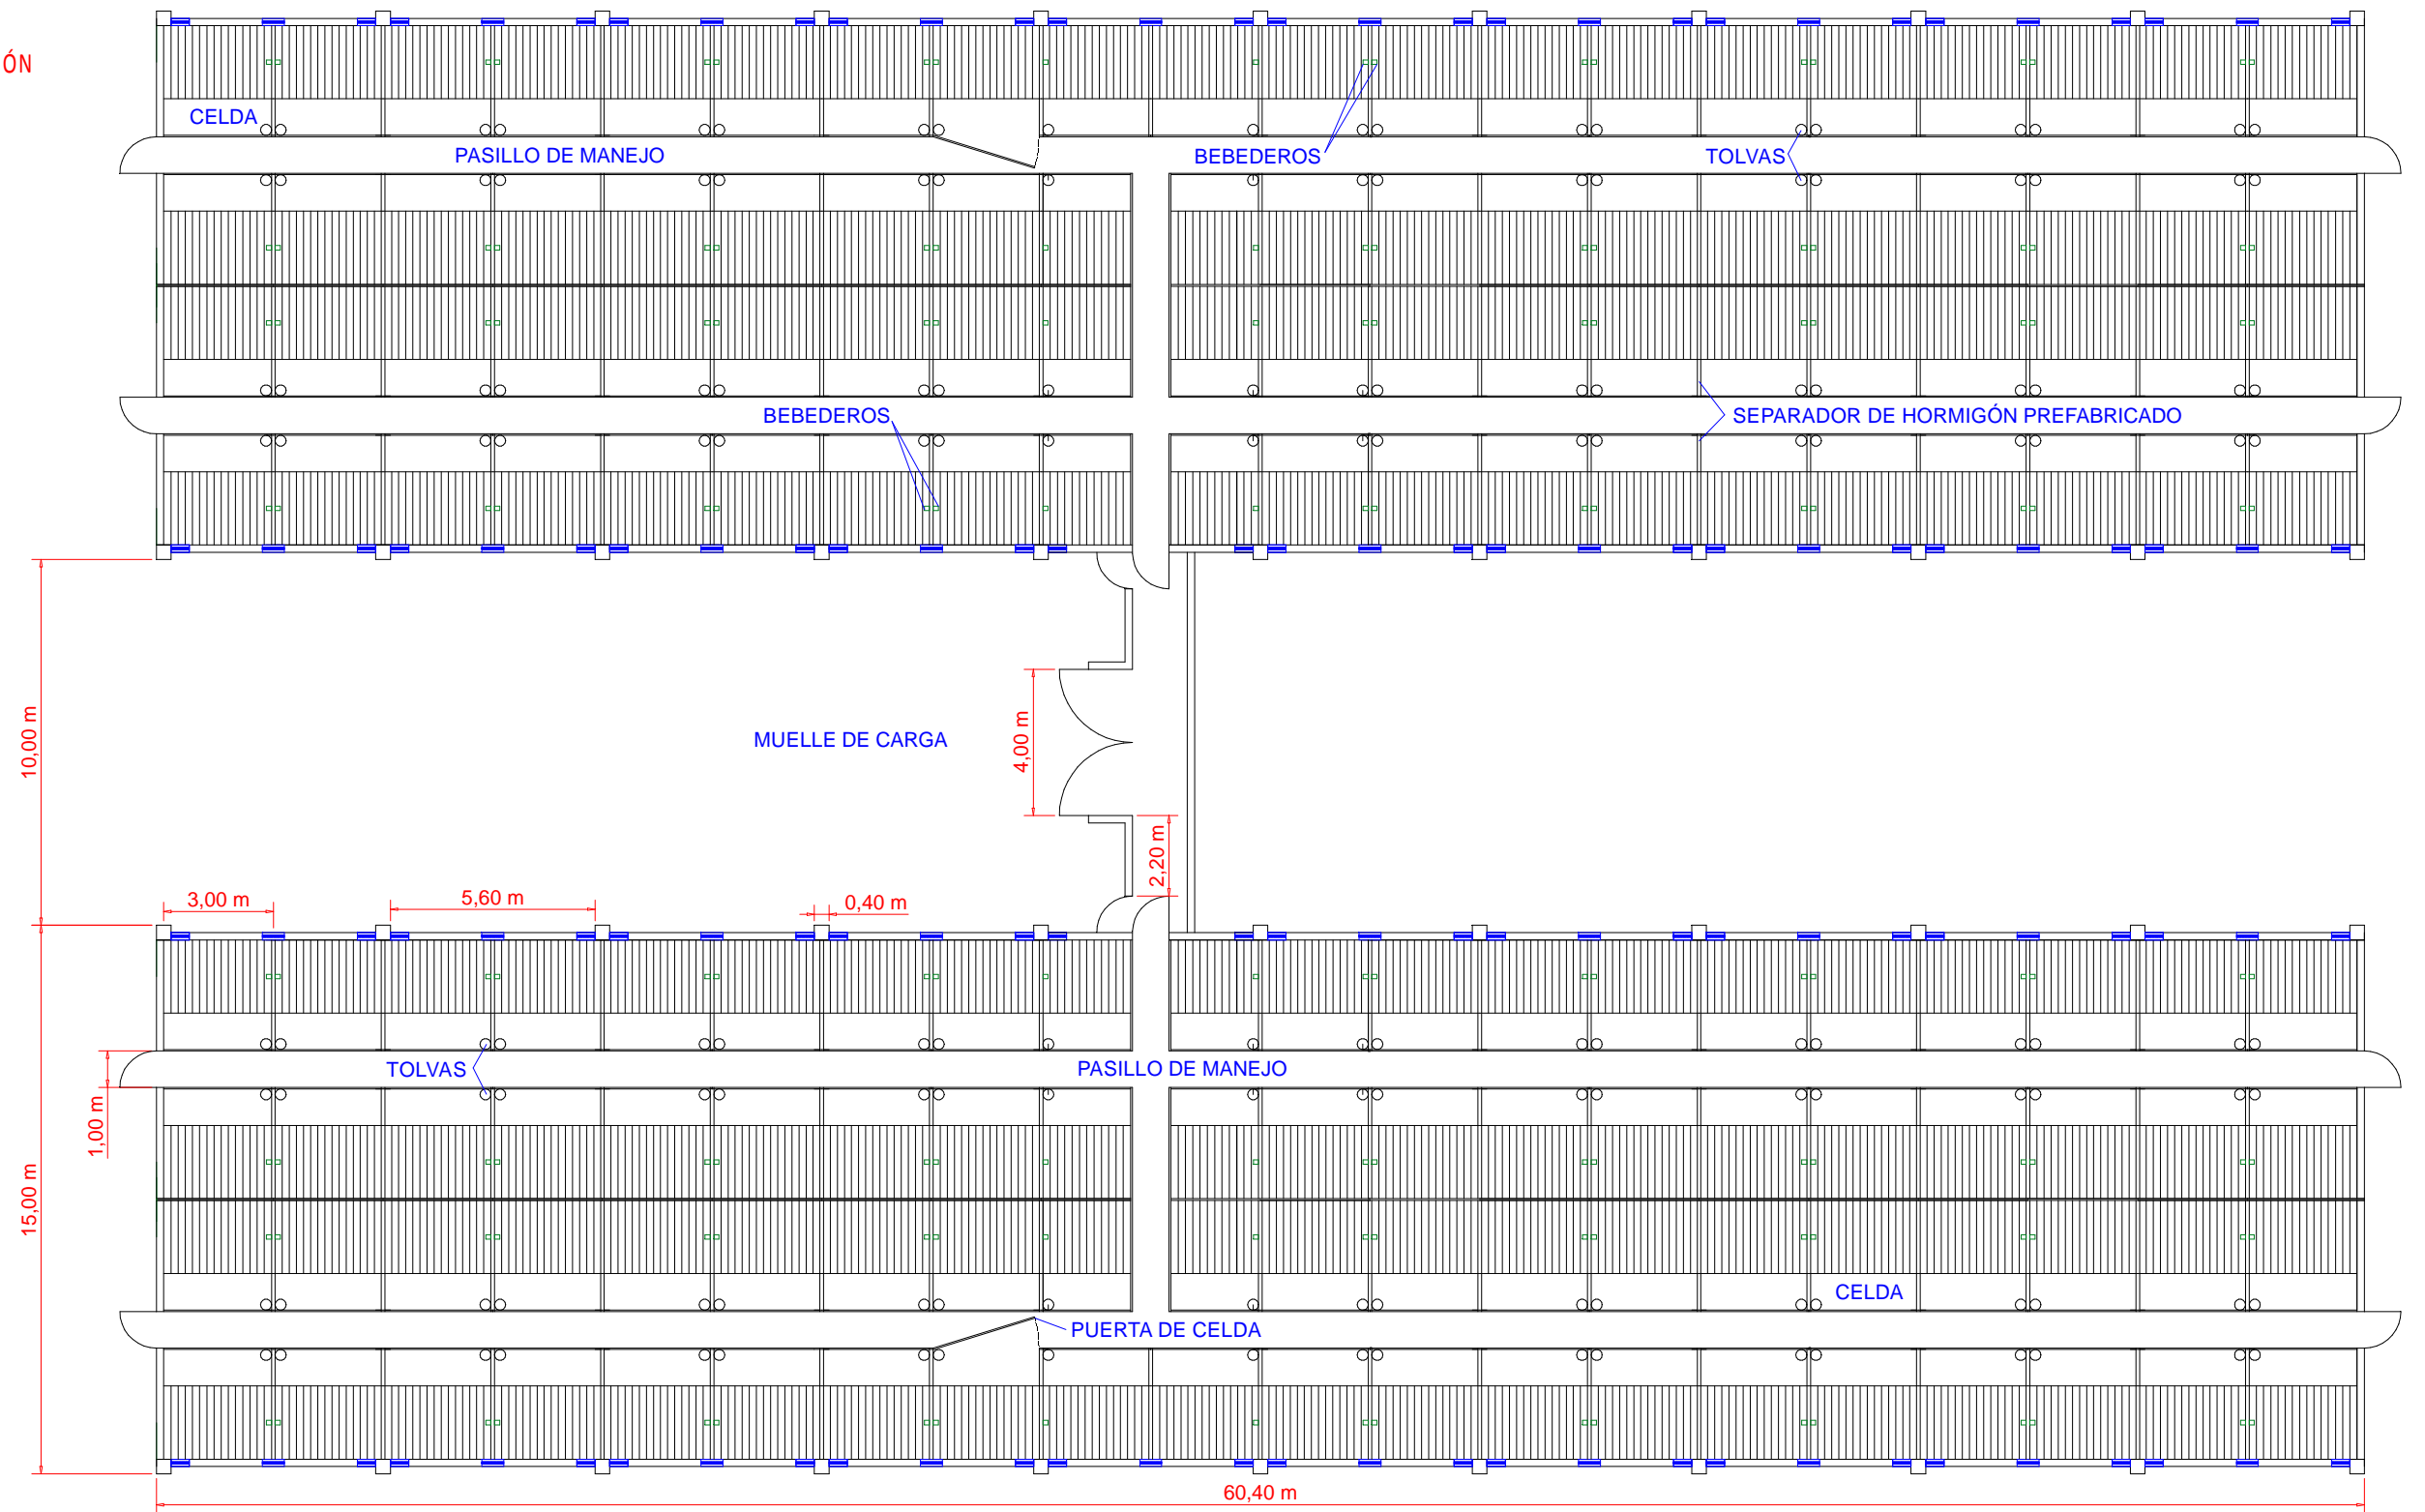 ÓN
CELDA
PASILLO DE MANEJO
BEBEDEROS
TOLVAS
BEBEDEROS
SEPARADOR DE HORMIGÓN PREFABRICADO
10,00 m
MUELLE DE CARGA
4,00 m
2,20 m
3,00 m
5,60 m
0,40 m
TOLVAS
PASILLO DE MANEJO
1,00 m
15,00 m
CELDA
PUERTA DE CELDA
60,40 m